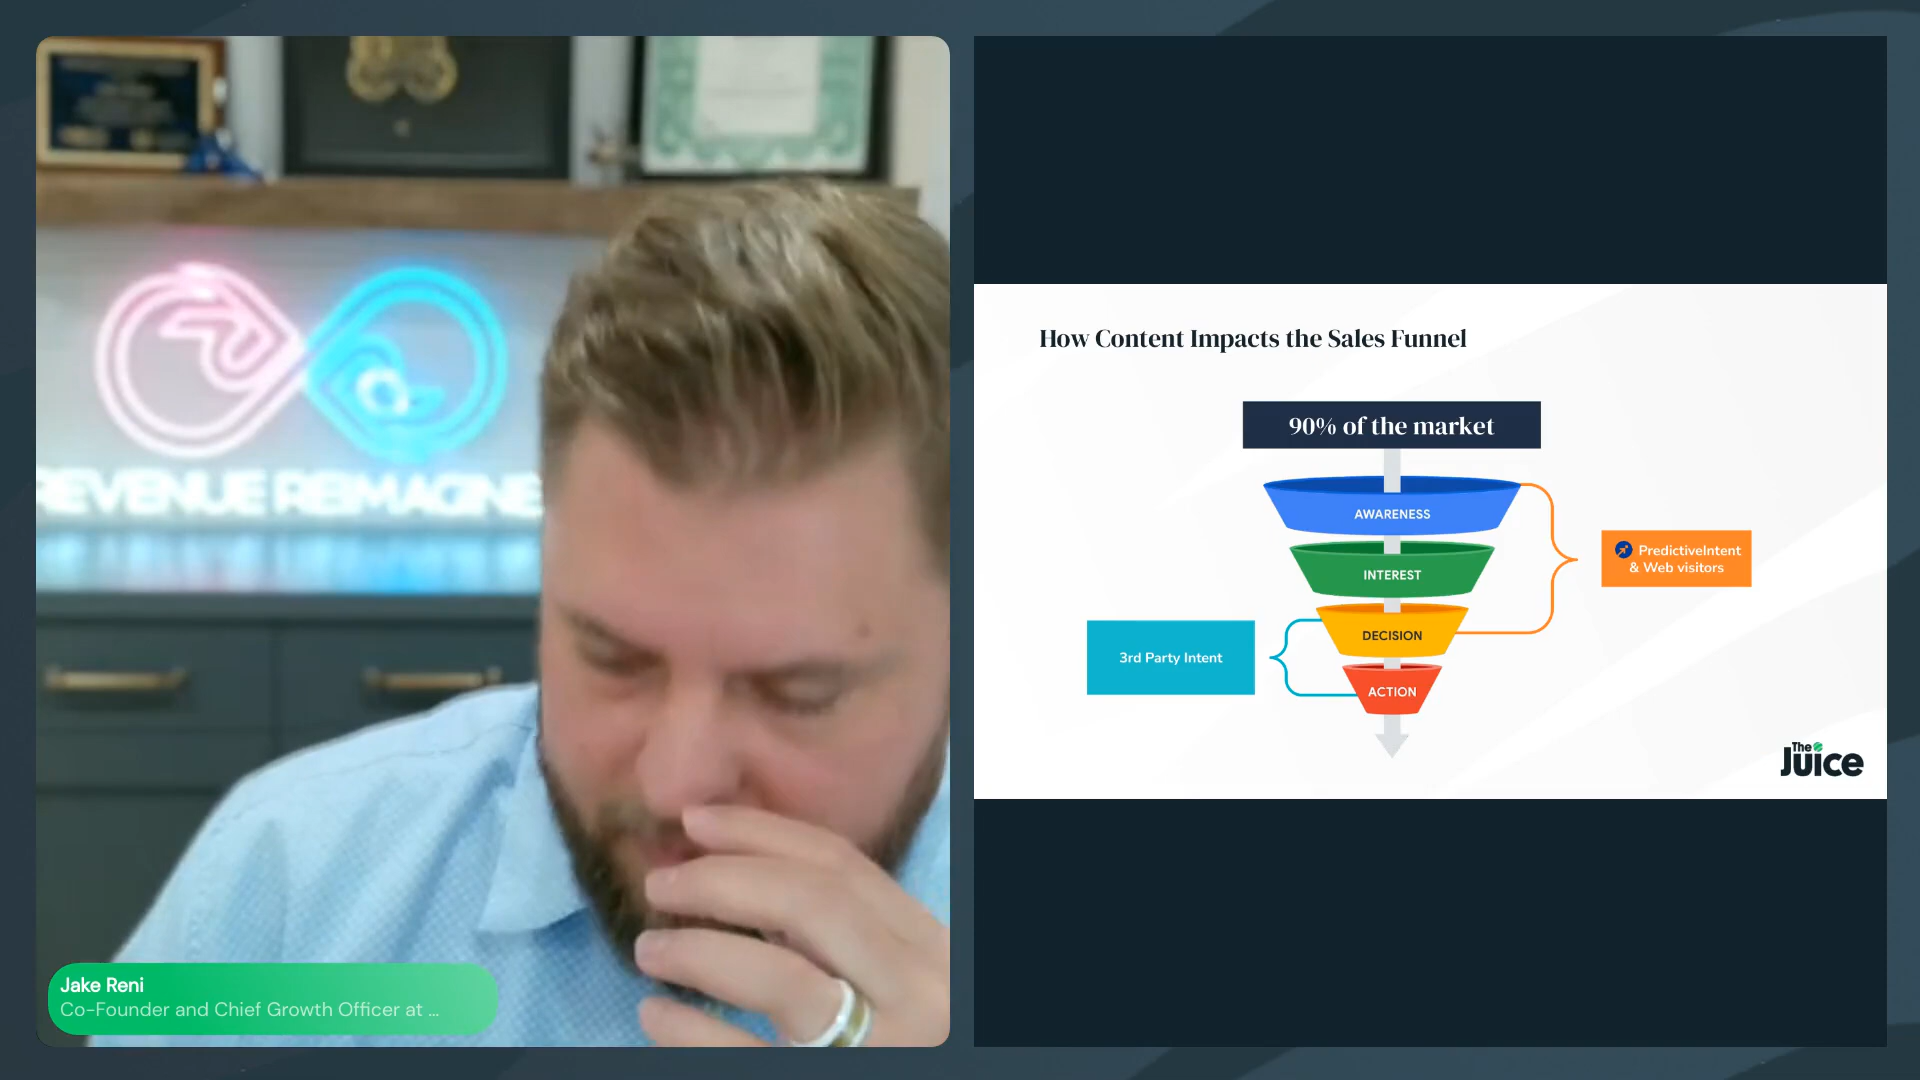 REVENUE REIMAGINE
Jake Reni
Co-Founder and Chief Growth Officer at ...
How Content Impacts the Sales Funnel
90% of the market
AWARENESS
INTEREST
DECISION
ACTION
PredictiveIntent
& Web visitors
3rd Party Intent
The
Juice